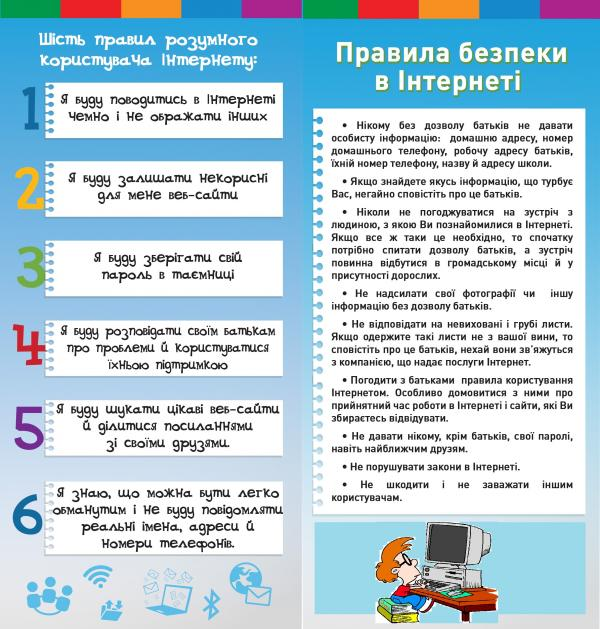 Шість правил розумного
користувача Інтернету:
1
Я буду поводитись в Інтернеті
чемно і не ображати інших
2
Я буду залишати некорисні
для мене веб-сайти
3
Я буду зберігати свій
пароль в таємниці
4
Я буду розповідати своїм батькам
про проблеми й користуватися
їхньою підтримкою
5
Я буду шукати цікаві веб-сайти
й ділитися посиланнями
зі своїми друзями.
6
Я знаю, що можна бути легко
обманутим і не буду повідомляти
реальні імена, адреси й
номери телефонів.
Правила безпеки
в Інтернеті
• Нікому без дозволу батьків не давати
особисту інформацію: домашню адресу, номер
домашнього телефону, робочу адресу батьків,
їхній номер телефону, назву й адресу школи.
• Якщо знайдете якусь інформацію, що турбує
Вас, негайно сповістіть про це батьків.
• Ніколи не погоджуватися на зустріч з
людиною, з якою Ви познайомилися в Інтернеті.
Якщо все ж таки це необхідно, то спочатку
потрібно спитати дозволу батьків, а зустріч
повинна відбутися в громадському місці й у
присутності дорослих.
• Не надсилати свої фотографії чи іншу
інформацію без дозволу батьків.
• Не відповідати на невиховані і грубі листи.
Якщо одержите такі листи не з вашої вини, то
сповістіть про це батьків, нехай вони зв'яжуться
з компанією, що надає послуги Інтернет.
• Погодити з батьками правила користування
Інтернетом. Особливо домовитися з ними про
прийнятний час роботи в Інтернеті і сайти, які Ви
збираєтесь відвідувати.
• Не давати нікому, крім батьків, свої паролі,
навіть найближчим друзям.
• Не порушувати закони в Інтернеті.
• Не шкодити і не заважати іншим
користувачам.